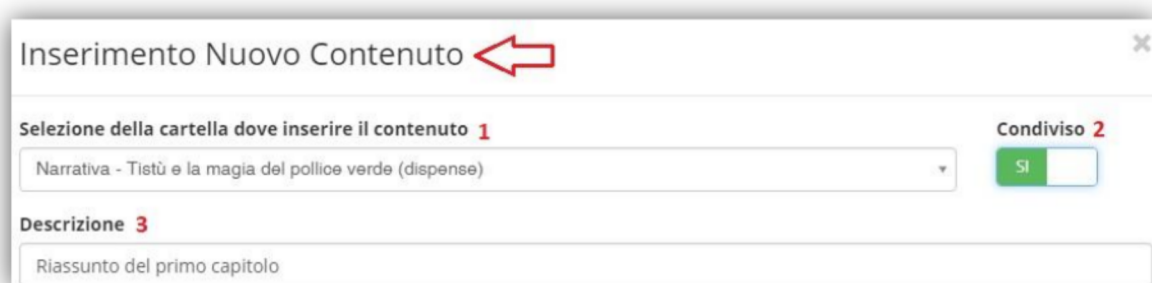 Inserimento Nuovo Contenuto
×
Selezione della cartella dove inserire il contenuto 1
Condiviso 2
Narrativa - Tistù e la magia del pollice verde (dispense)
SI
Descrizione 3
Riassunto del primo capitolo